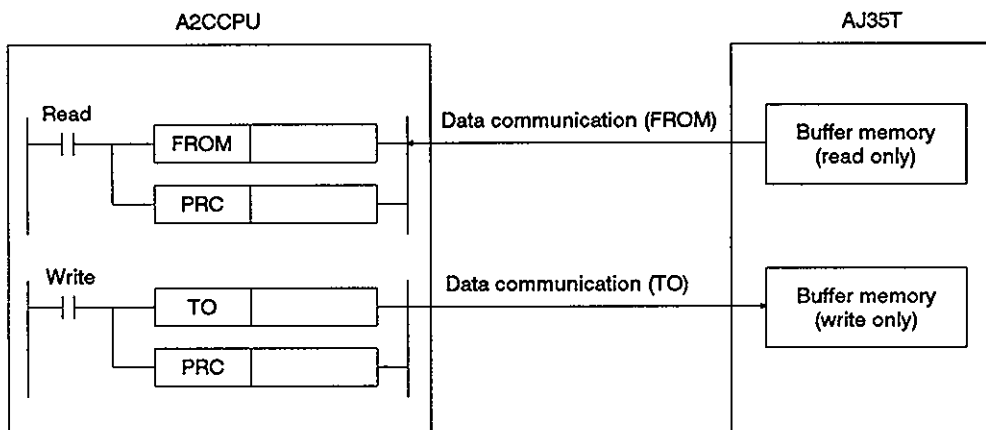 A2CCPU
AJ35T
Read
FROM
PRC
Data communication (FROM)
Buffer memory
(read only)
Write
TO
PRC
Data communication (TO)
Buffer memory
(write only)